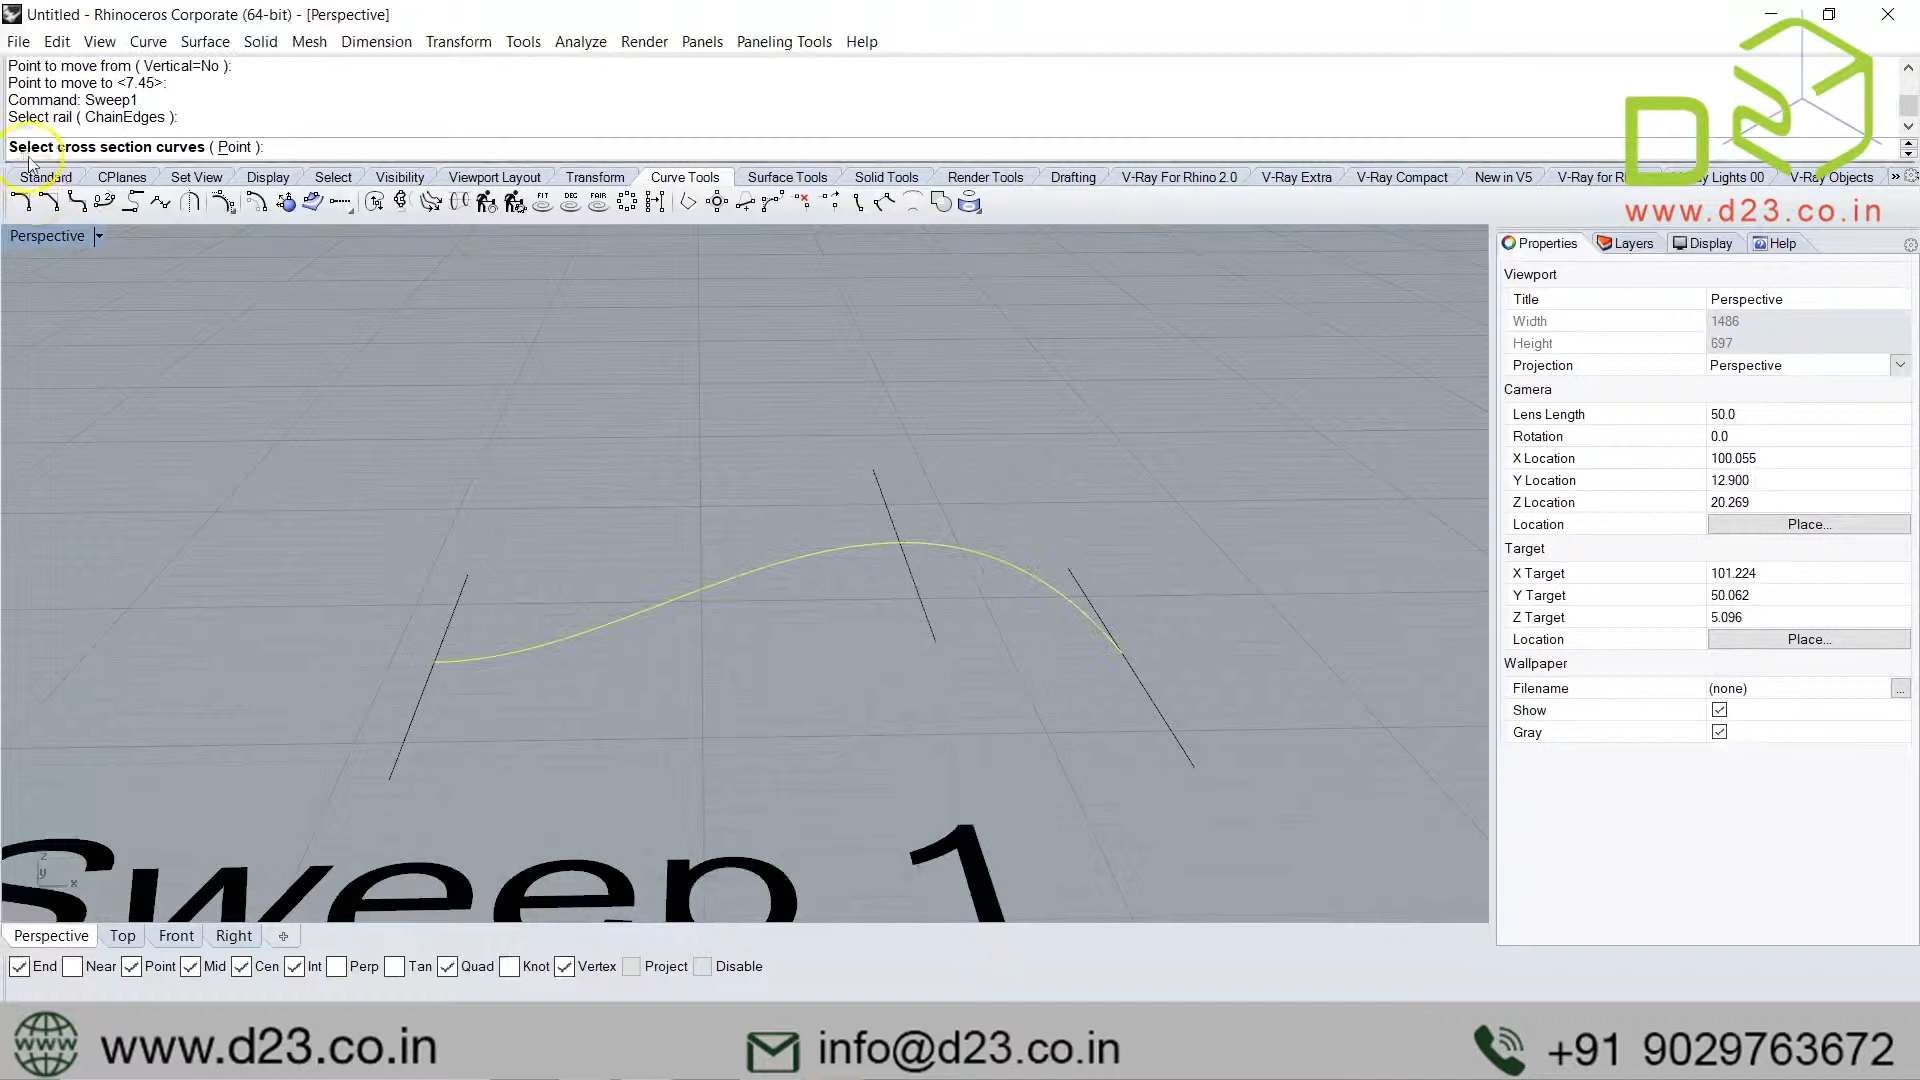 Untitled - Rhinoceros Corporate (64-bit) - [Perspective]
File Edit View Curve Surface Solid Mesh Dimension Transform Tools Analyze Render Panels Paneling Tools Help
Point to move from ( Vertical=No ):
Point to move to <7.45>:
Command: Sweep1
Select rail ( ChainEdges ):
Select cross section curves ( Point ):
Standard CPlanes Set View Display Select Visibility Viewport Layout Transform Curve Tools Surface Tools Solid Tools Render Tools Drafting V-Ray For Rhino 2.0 V-Ray Extra V-Ray Compact New in V5 V-Ray for Lights 00 V-Ray Objects
D23
www.d23.co.in
Perspective
Properties Layers Display Help
Viewport
Title Perspective
Width 1486
Height 697
Projection Perspective
Camera
Lens Length 50.0
Rotation 0.0
X Location 100.055
Y Location 12.900
Z Location 20.269
Location Place...
Target
X Target 101.224
Y Target 50.062
Z Target 5.096
Location Place...
Wallpaper
Filename (none) ...
Show
Gray
Sweep 1
z
y x
Perspective Top Front Right
End Near Point Mid Cen Int Perp Tan Quad Knot Vertex Project Disable
www.d23.co.in info@d23.co.in +91 9029763672